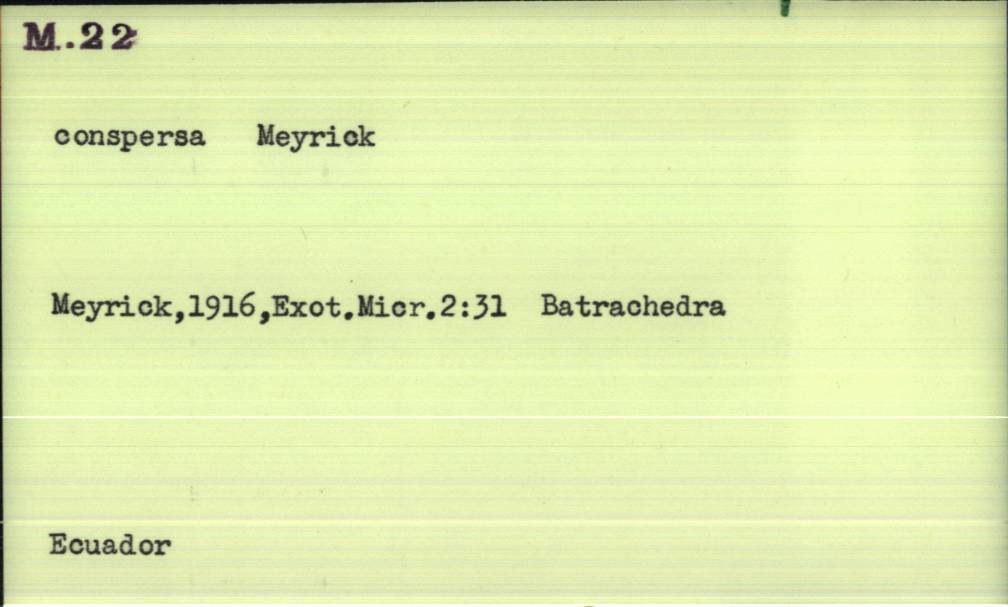 M.22
conspersa Meyrick
Meyrick,1916,Exot.Micr.2:31 Batrachedra
Ecuador